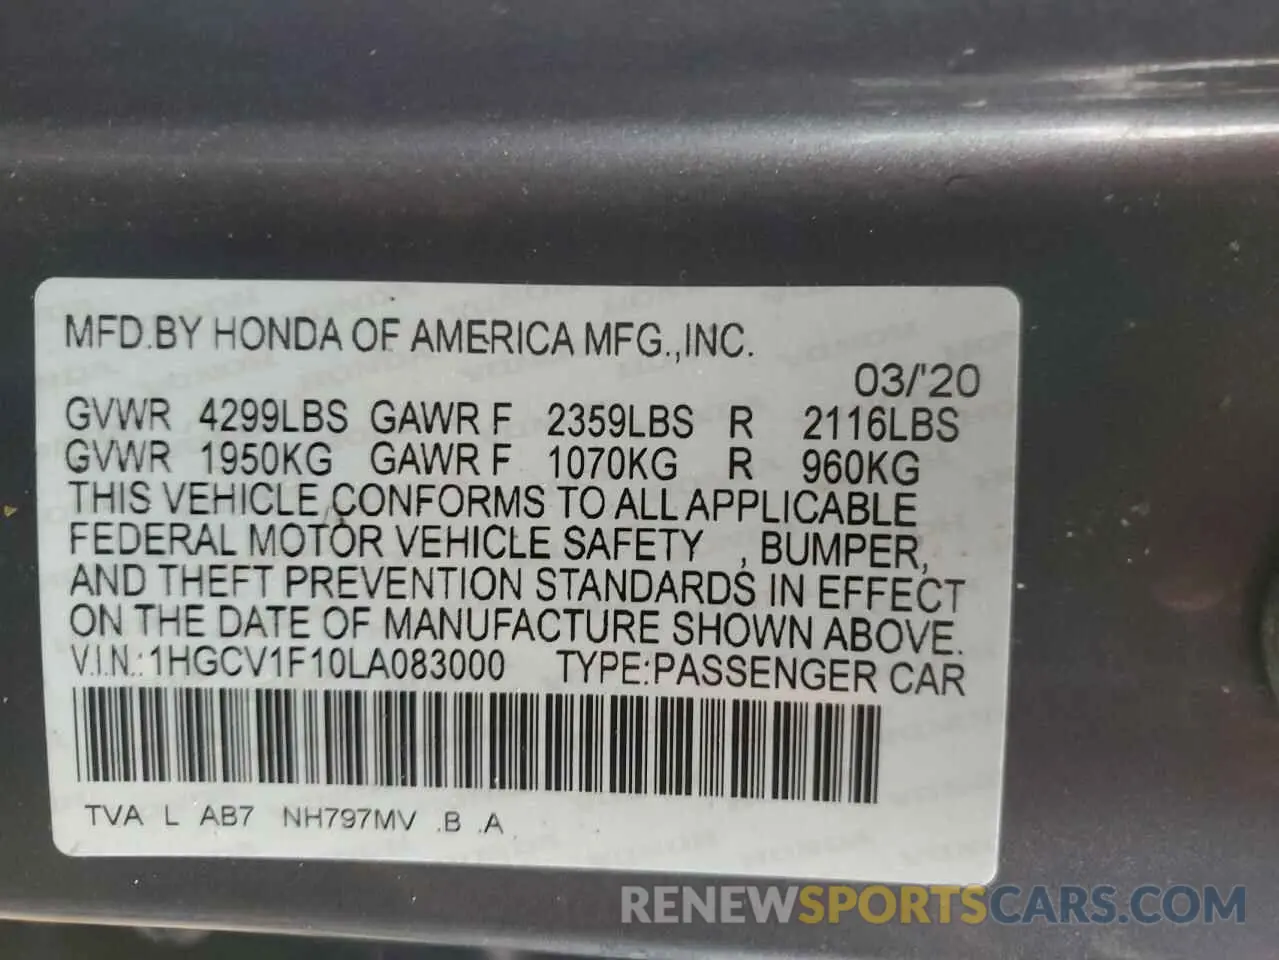 MFD.BY HONDA OF AMERICA MFG.,INC.
03/'20
GVWR 4299LBS GAWR F 2359LBS R 2116LBS
GVWR 1950KG GAWR F 1070KG R 960KG
THIS VEHICLE CONFORMS TO ALL APPLICABLE
FEDERAL MOTOR VEHICLE SAFETY , BUMPER,
AND THEFT PREVENTION STANDARDS IN EFFECT
ON THE DATE OF MANUFACTURE SHOWN ABOVE.
V.I.N.: 1HGCV1F10LA083000 TYPE:PASSENGER CAR
TVA L AB7 NH797MV .B .A
RENEWSPORTSCARS.COM